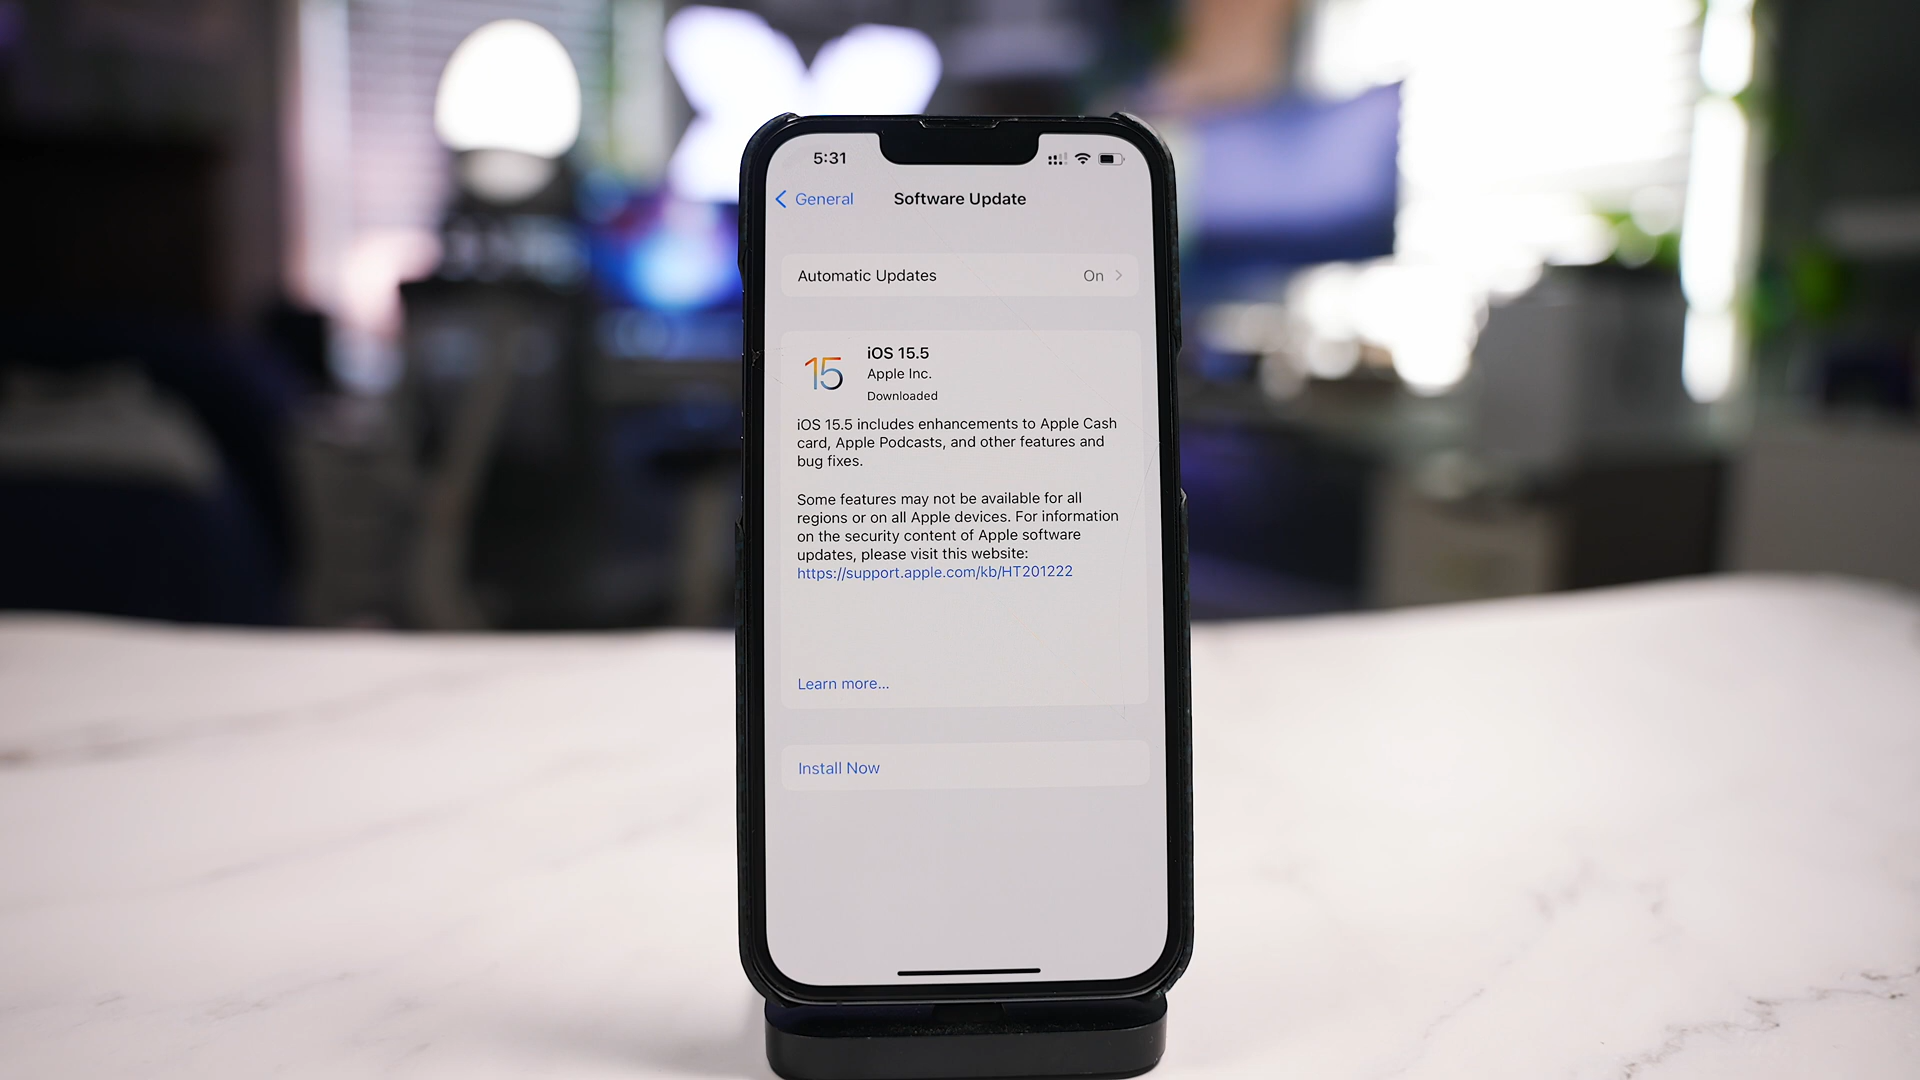 5:31
General
Software Update
Automatic Updates
On
15
iOS 15.5
Apple Inc.
Downloaded
iOS 15.5 includes enhancements to Apple Cash
card, Apple Podcasts, and other features and
bug fixes.
Some features may not be available for all
regions or on all Apple devices. For information
on the security content of Apple software
updates, please visit this website:
https://support.apple.com/kb/HT201222
Learn more...
Install Now